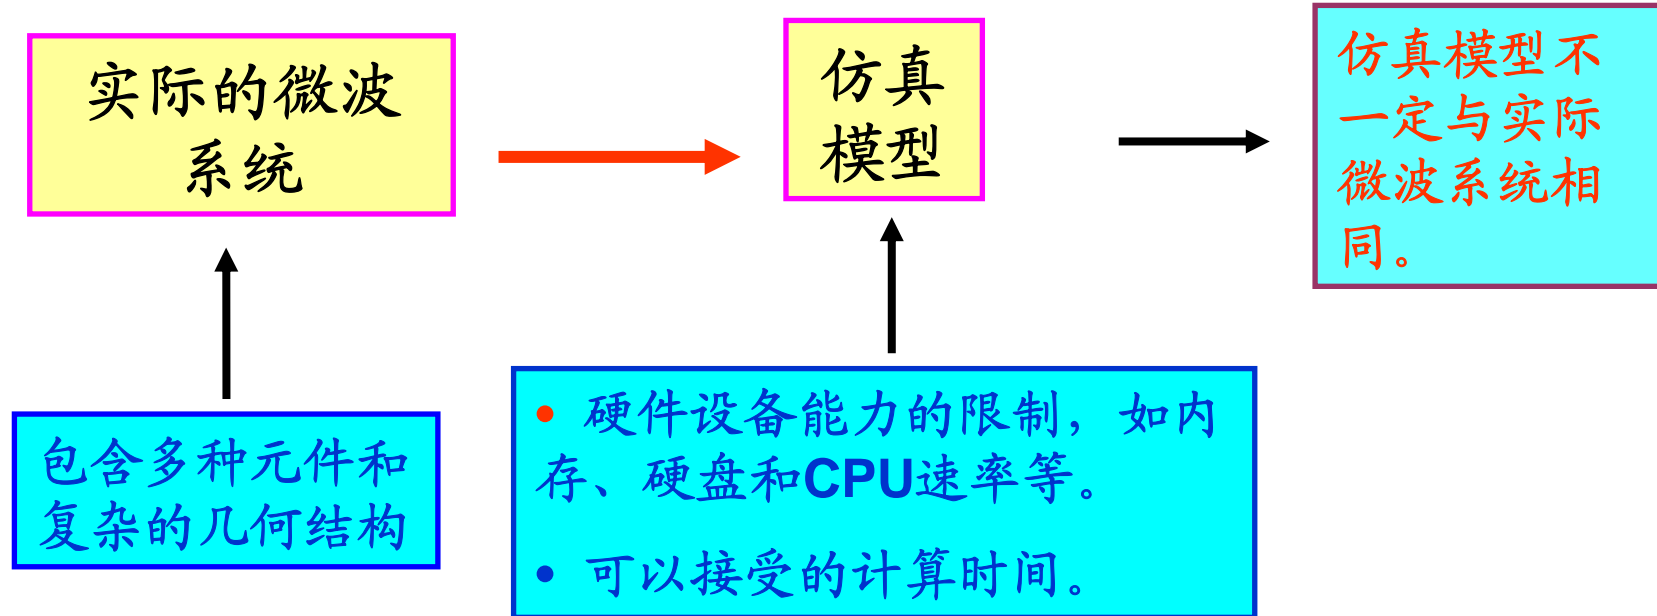 实际的微波
系统
仿真
模型
仿真模型不
一定与实际
微波系统相
同。
包含多种元件和
复杂的几何结构
• 硬件设备能力的限制，如内
存、硬盘和CPU速率等。
• 可以接受的计算时间。